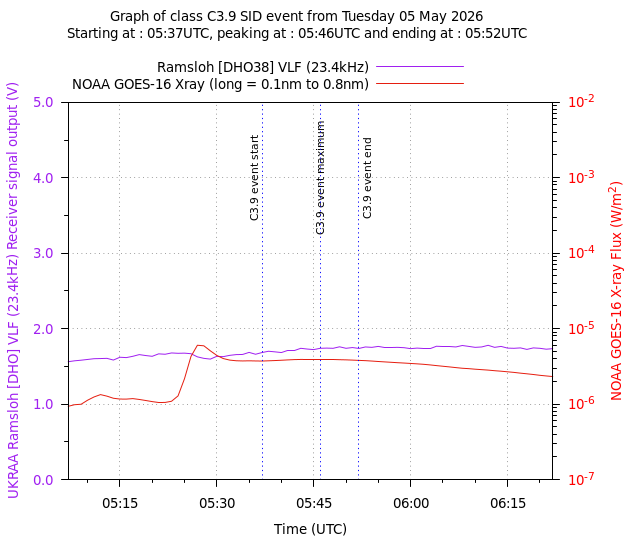 Graph of class C3.9 SID event from Tuesday 05 May 2026
Starting at : 05:37UTC, peaking at : 05:46UTC and ending at : 05:52UTC
Ramsloh [DHO38] VLF (23.4kHz)
NOAA GOES-16 Xray (long = 0.1nm to 0.8nm)
UKRAA Ramsloh [DHO] VLF (23.4kHz) Receiver signal output (V)
5.0
4.0
3.0
2.0
1.0
0.0
C3.9 event start
C3.9 event maximum
C3.9 event end
10-2
10-3
10-4
10-5
10-6
10-7
NOAA GOES-16 X-ray Flux (W/m2)
05:15 05:30 05:45 06:00 06:15
Time (UTC)